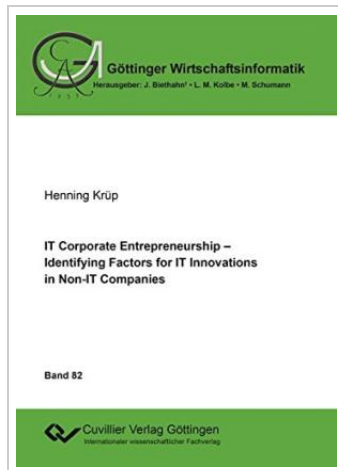 Göttinger Wirtschaftsinformatik
Herausgeber: J. Biethahn† • L. M. Kolbe • M. Schumann
Henning Krüp
IT Corporate Entrepreneurship –
Identifying Factors for IT Innovations
in Non-IT Companies
Band 82
Cuvillier Verlag Göttingen
Internationaler wissenschaftlicher Fachverlag